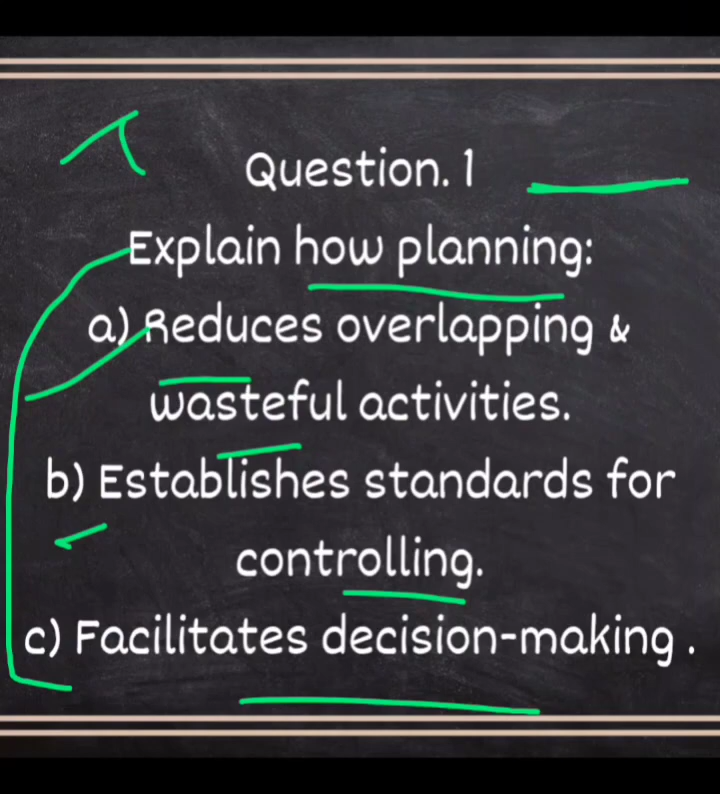 Question. 1
Explain how planning:
a) Reduces overlapping &
wasteful activities.
b) Establishes standards for
controlling.
c) Facilitates decision-making .